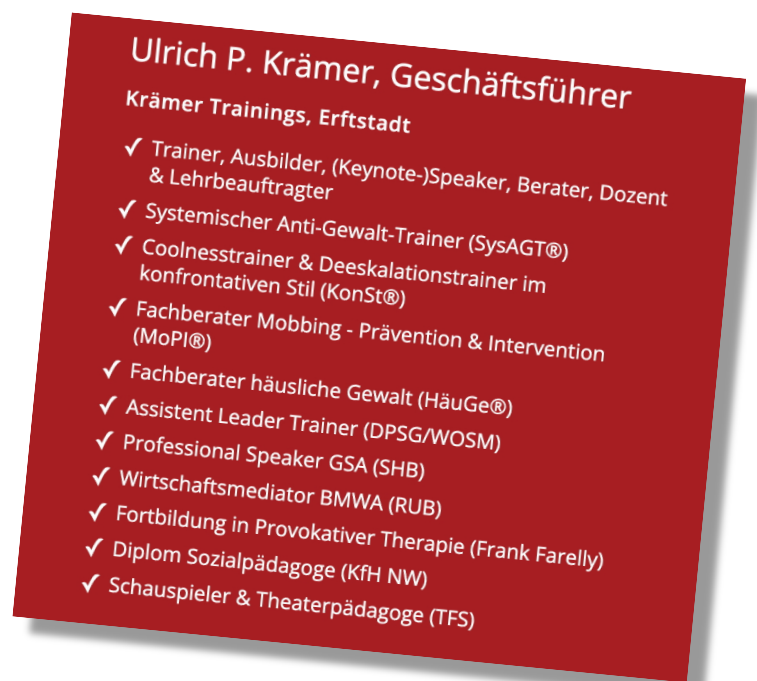 Ulrich P. Krämer, Geschäftsführer
Krämer Trainings, Erftstadt
✓ Trainer, Ausbilder, (Keynote-)Speaker, Berater, Dozent
& Lehrbeauftragter
✓ Systemischer Anti-Gewalt-Trainer (SysAGT®)
✓ Coolnesstrainer & Deeskalationstrainer im
konfrontativen Stil (KonSt®)
✓ Fachberater Mobbing - Prävention & Intervention
(MoPI®)
✓ Fachberater häusliche Gewalt (HäuGe®)
✓ Assistent Leader Trainer (DPSG/WOSM)
✓ Professional Speaker GSA (SHB)
✓ Wirtschaftsmediator BMWA (RUB)
✓ Fortbildung in Provokativer Therapie (Frank Farelly)
✓ Diplom Sozialpädagoge (KfH NW)
✓ Schauspieler & Theaterpädagoge (TFS)